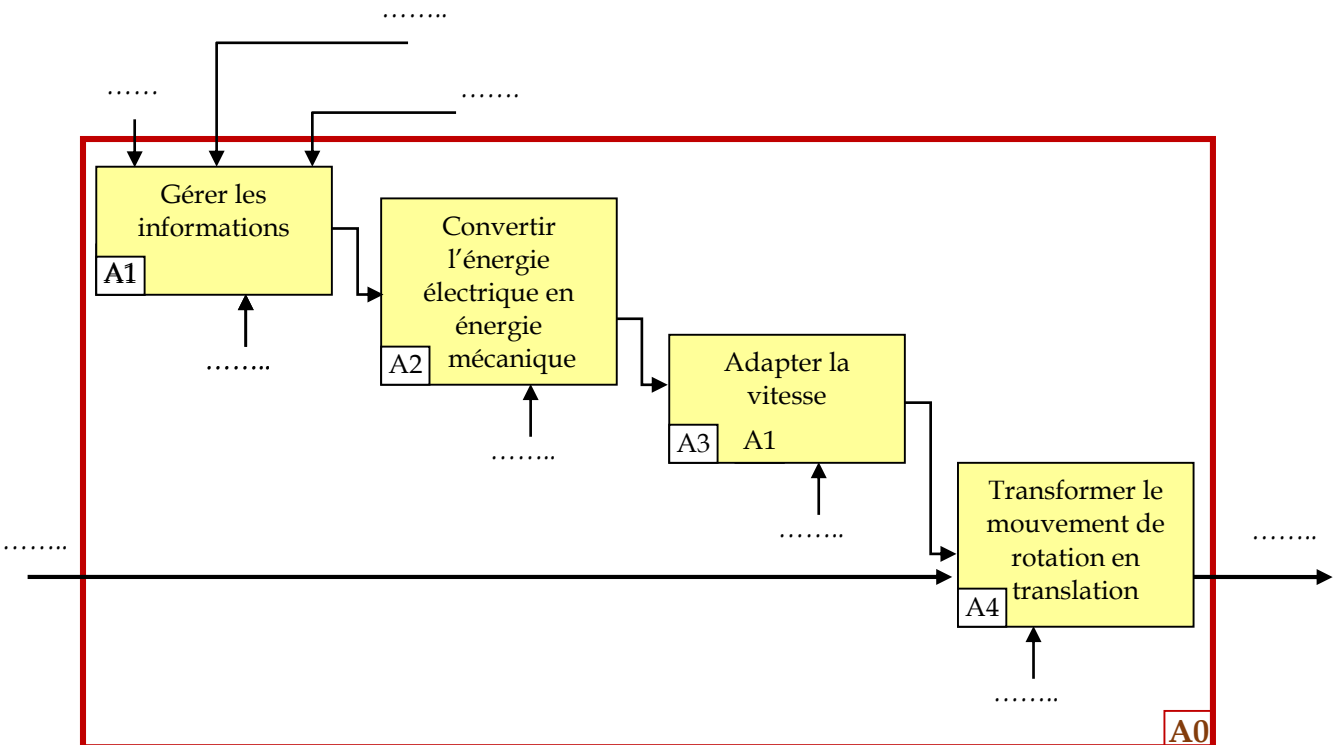 ……..
……
…….
Gérer les
informations
A1
……..
Convertir
l’énergie
électrique en
énergie
mécanique
A2
……..
Adapter la
vitesse
A3
A1
……..
Transformer le
mouvement de
rotation en
translation
A4
……..
……..
……..
A0